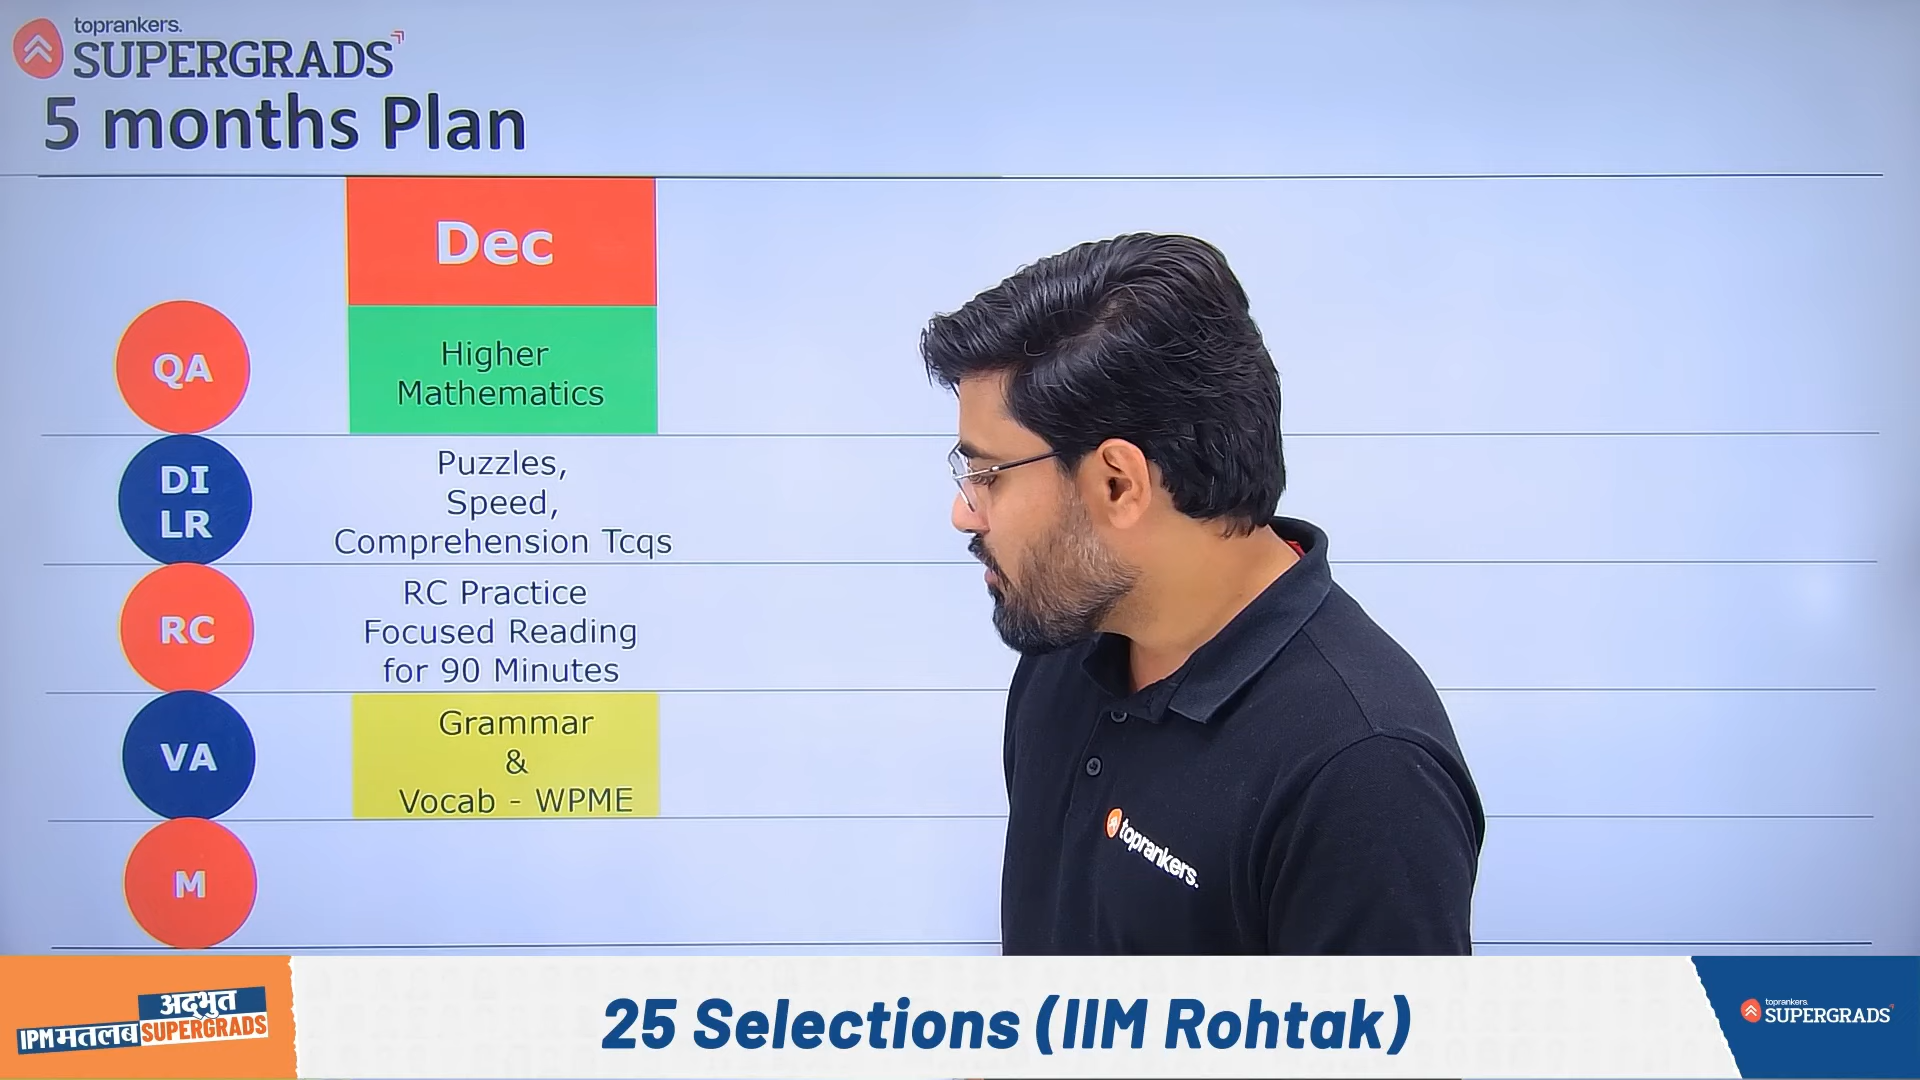 toprankers.
SUPERGRADS
5 months Plan
Dec
QA
Higher
Mathematics
DI
LR
Puzzles,
Speed,
Comprehension Tcqs
RC
RC Practice
Focused Reading
for 90 Minutes
VA
Grammar
&
Vocab - WPME
M
toprankers.
IPM मतलब
अद्भुत
SUPERGRADS
25 Selections (IIM Rohtak)
toprankers.
SUPERGRADS